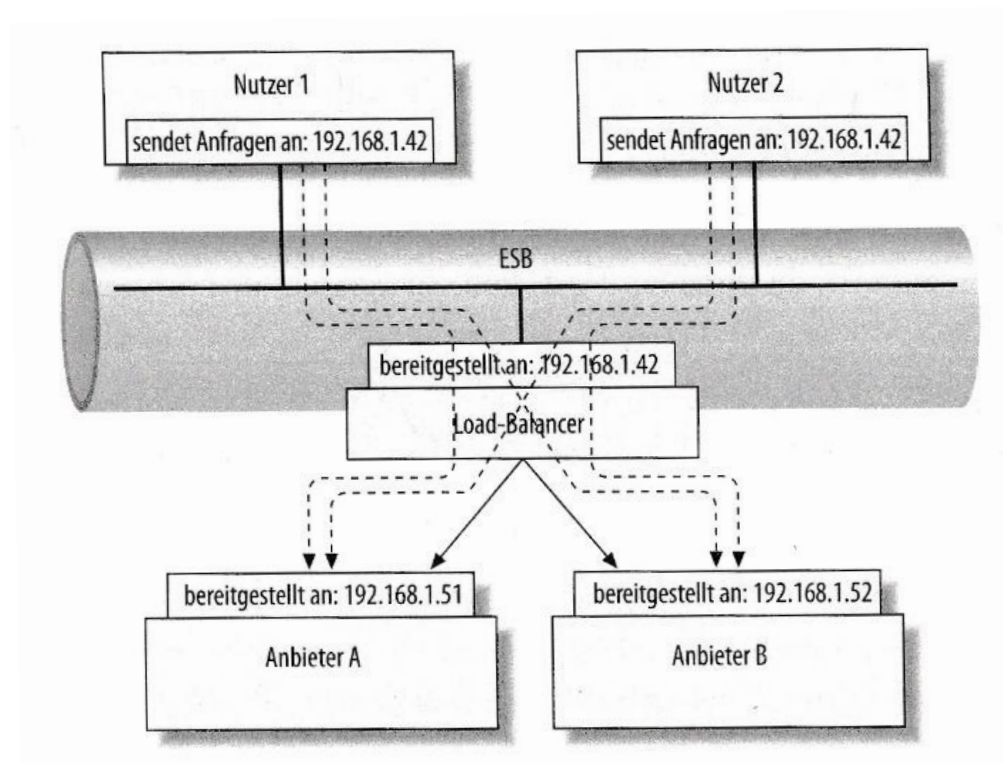 Nutzer 1
Nutzer 2
sendet Anfragen an: 192.168.1.42
sendet Anfragen an: 192.168.1.42
ESB
bereitgestellt an: 192.168.1.42
Load-Balancer
bereitgestellt an: 192.168.1.51
bereitgestellt an: 192.168.1.52
Anbieter A
Anbieter B